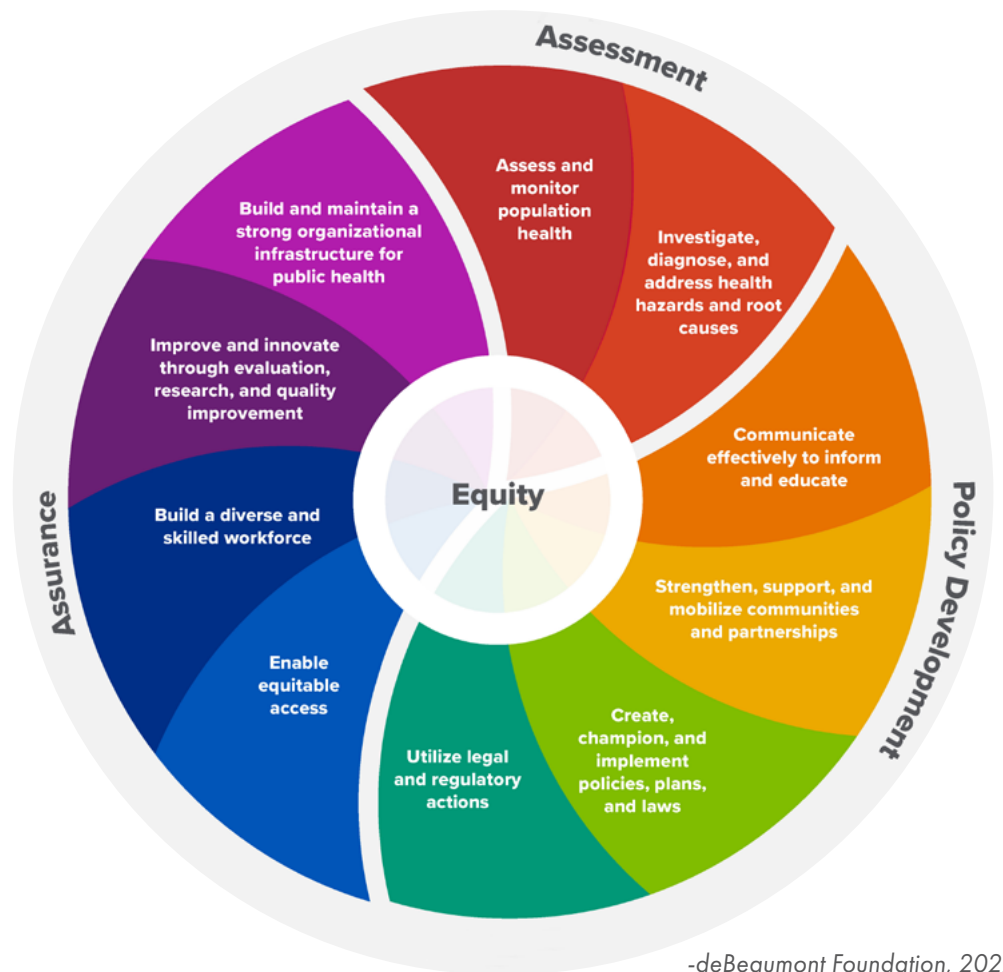 Assessment
Assess and
monitor
population
health
Investigate,
diagnose, and
address health
hazards and root
causes
Communicate
effectively to inform
and educate
Strengthen, support, and
mobilize communities
and partnerships
Create,
champion, and
implement
policies, plans,
and laws
Utilize legal
and regulatory
actions
Policy Development
Enable
equitable
access
Build a diverse and
skilled workforce
Improve and innovate
through evaluation,
research, and quality
improvement
Build and maintain a
strong organizational
infrastructure for
public health
Assurance
Equity
-deBeaumont Foundation, 202